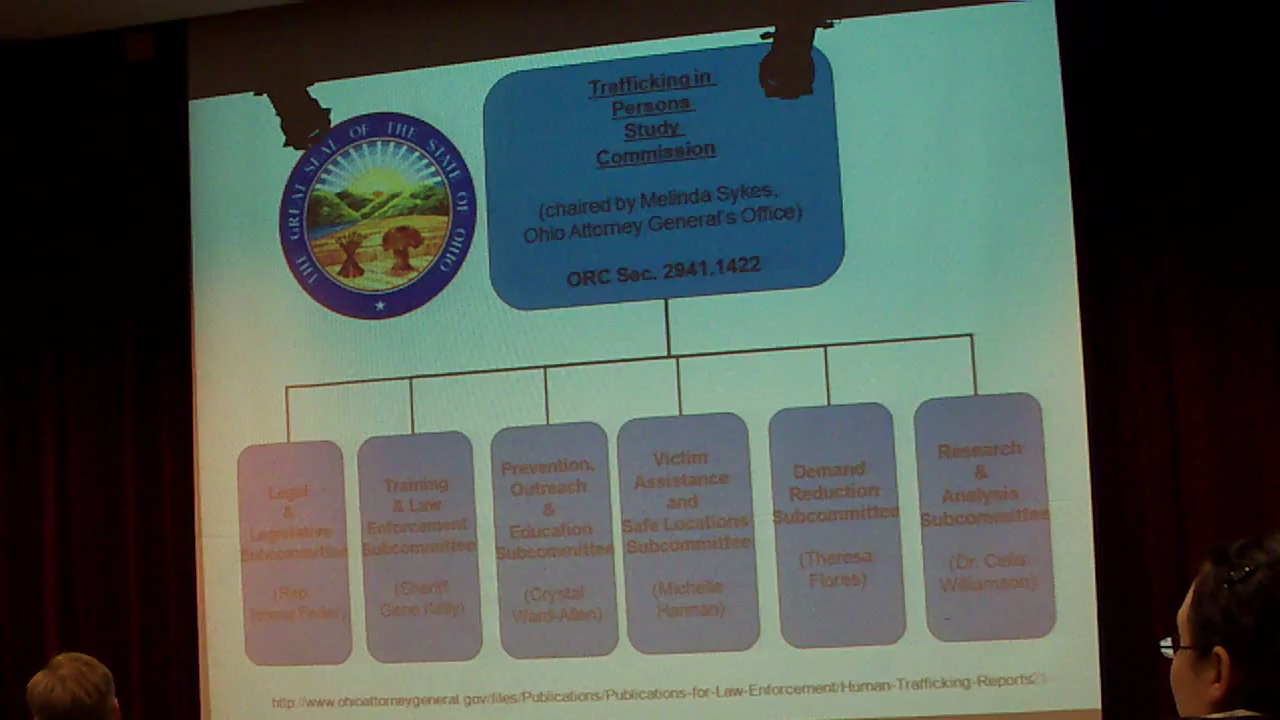 THE GREAT SEAL OF THE STATE OF OHIO
Trafficking in
Persons
Study
Commission
(chaired by Melinda Sykes,
Ohio Attorney General's Office)
ORC Sec. 2941.1422
Legal
&
Legislative
Subcommittee
(Rep.
Teresa Fedor)
Training
& Law
Enforcement
Subcommittee
(Sheriff
Gene Kelly)
Prevention,
Outreach
&
Education
Subcommittee
(Crystal
Ward-Allen)
Victim
Assistance
and
Safe Locations
Subcommittee
(Michelle
Hannan)
Demand
Reduction
Subcommittee
(Theresa
Flores)
Research
&
Analysis
Subcommittee
(Dr. Celia
Williamson)
http://www.ohioattorneygeneral.gov/files/Publications/Publications-for-Law-Enforcement/Human-Trafficking-Reports